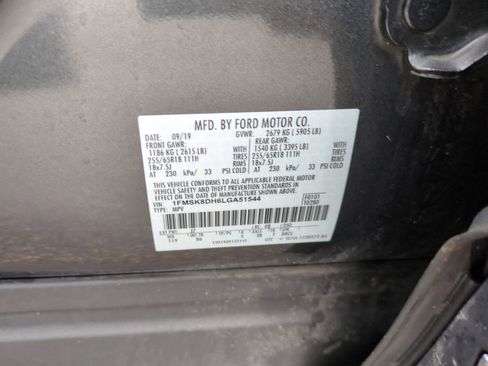 MFD. BY FORD MOTOR CO.
DATE: 09/19 GVWR: 2679 KG ( 5905 LB)
FRONT GAWR: REAR GAWR:
1186 KG ( 2615 LB) 1540 KG ( 3395 LB)
255/65R18 111H TIRES 255/65R18 111H TIRES
18x7.5J RIMS 18x7.5J RIMS
AT 230 kPa/ 33 PSI COLD AT 230 kPa/ 33 PSI COLD
THIS VEHICLE CONFORMS TO ALL APPLICABLE FEDERAL MOTOR
VEHICLE SAFETY AND THEFT PREVENTION STANDARDS IN
EFFECT ON THE DATE OF MANUFACTURE SHOWN ABOVE.
VIN: 1FMSK8DH6LGA51544
TYPE: MPV
F0101
T0280
EXT PNT